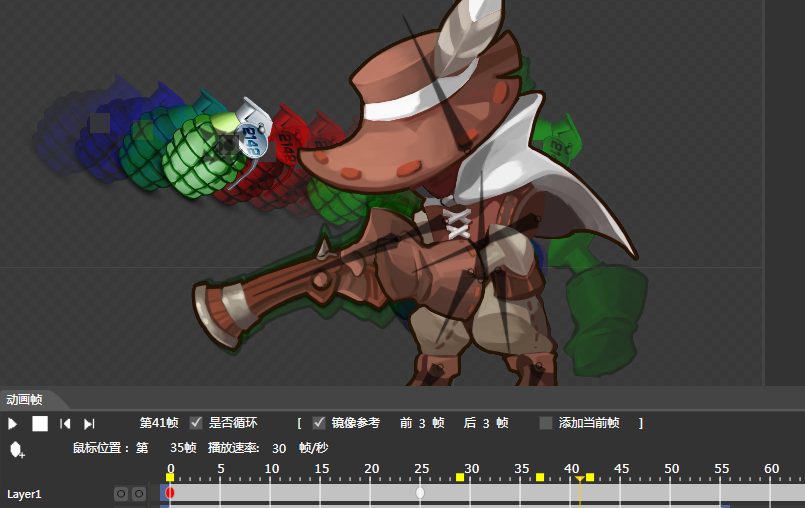 2142
2142
动画帧
第41帧 是否循环 [ 镜像参考 前 3 帧 后 3 帧 添加当前帧 ]
鼠标位置: 第 35帧 播放速率: 30 帧/秒
0 5 10 15 20 25 30 35 40 45 50 55 60
Layer1